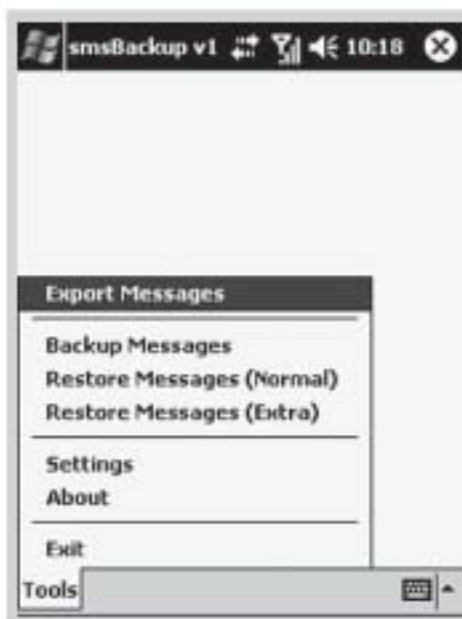 smsBackup v1 10:18
Export Messages
Backup Messages
Restore Messages (Normal)
Restore Messages (Extra)
Settings
About
Exit
Tools